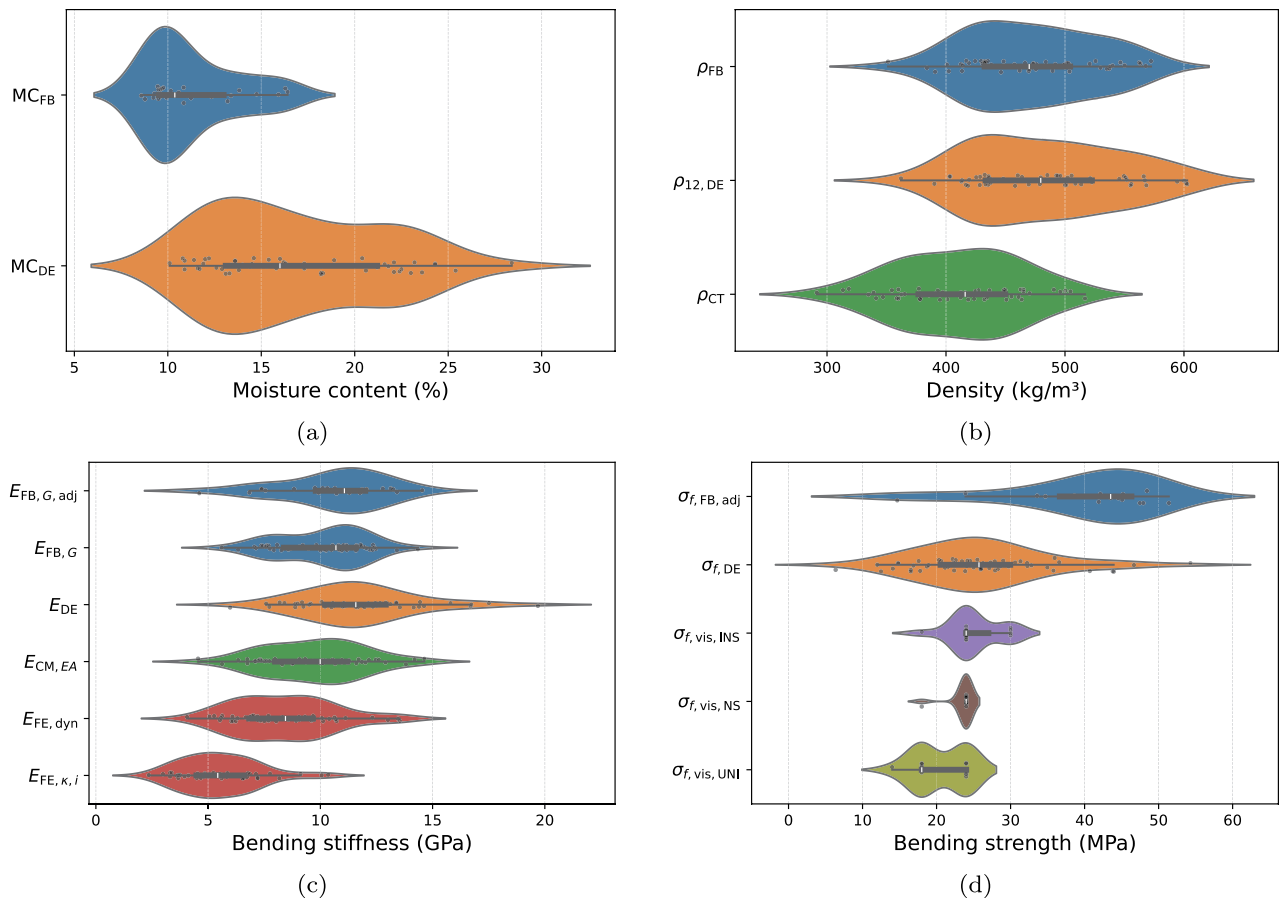 MC_FB
MC_DE
5 10 15 20 25 30
Moisture content (%)
(a)
ρ_FB
ρ_12, DE
ρ_CT
300 400 500 600
Density (kg/m³)
(b)
E_FB, G, adj
E_FB, G
E_DE
E_CM, EA
E_FE, dyn
E_FE, κ, i
0 5 10 15 20
Bending stiffness (GPa)
(c)
σ_f, FB, adj
σ_f, DE
σ_f, vis, INS
σ_f, vis, NS
σ_f, vis, UNI
0 10 20 30 40 50 60
Bending strength (MPa)
(d)